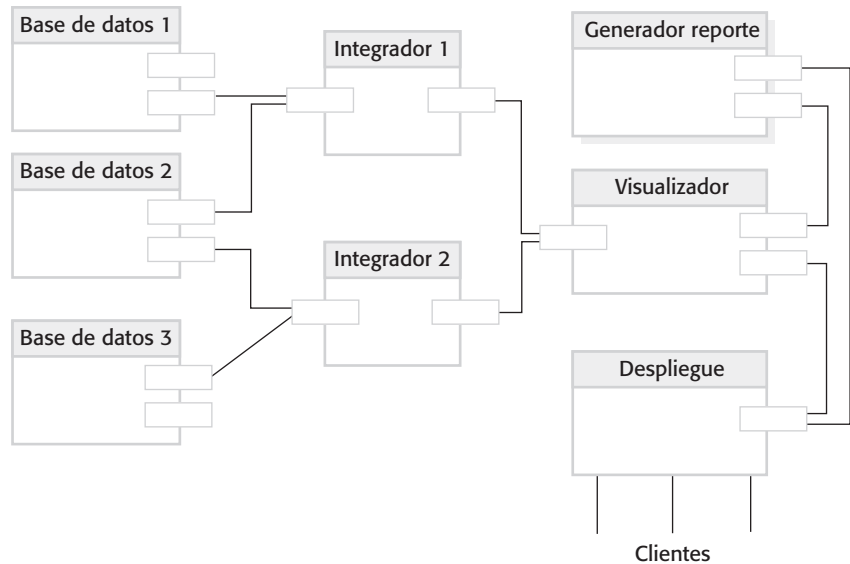 Base de datos 1
Integrador 1
Generador reporte
Base de datos 2
Visualizador
Integrador 2
Base de datos 3
Despliegue
Clientes